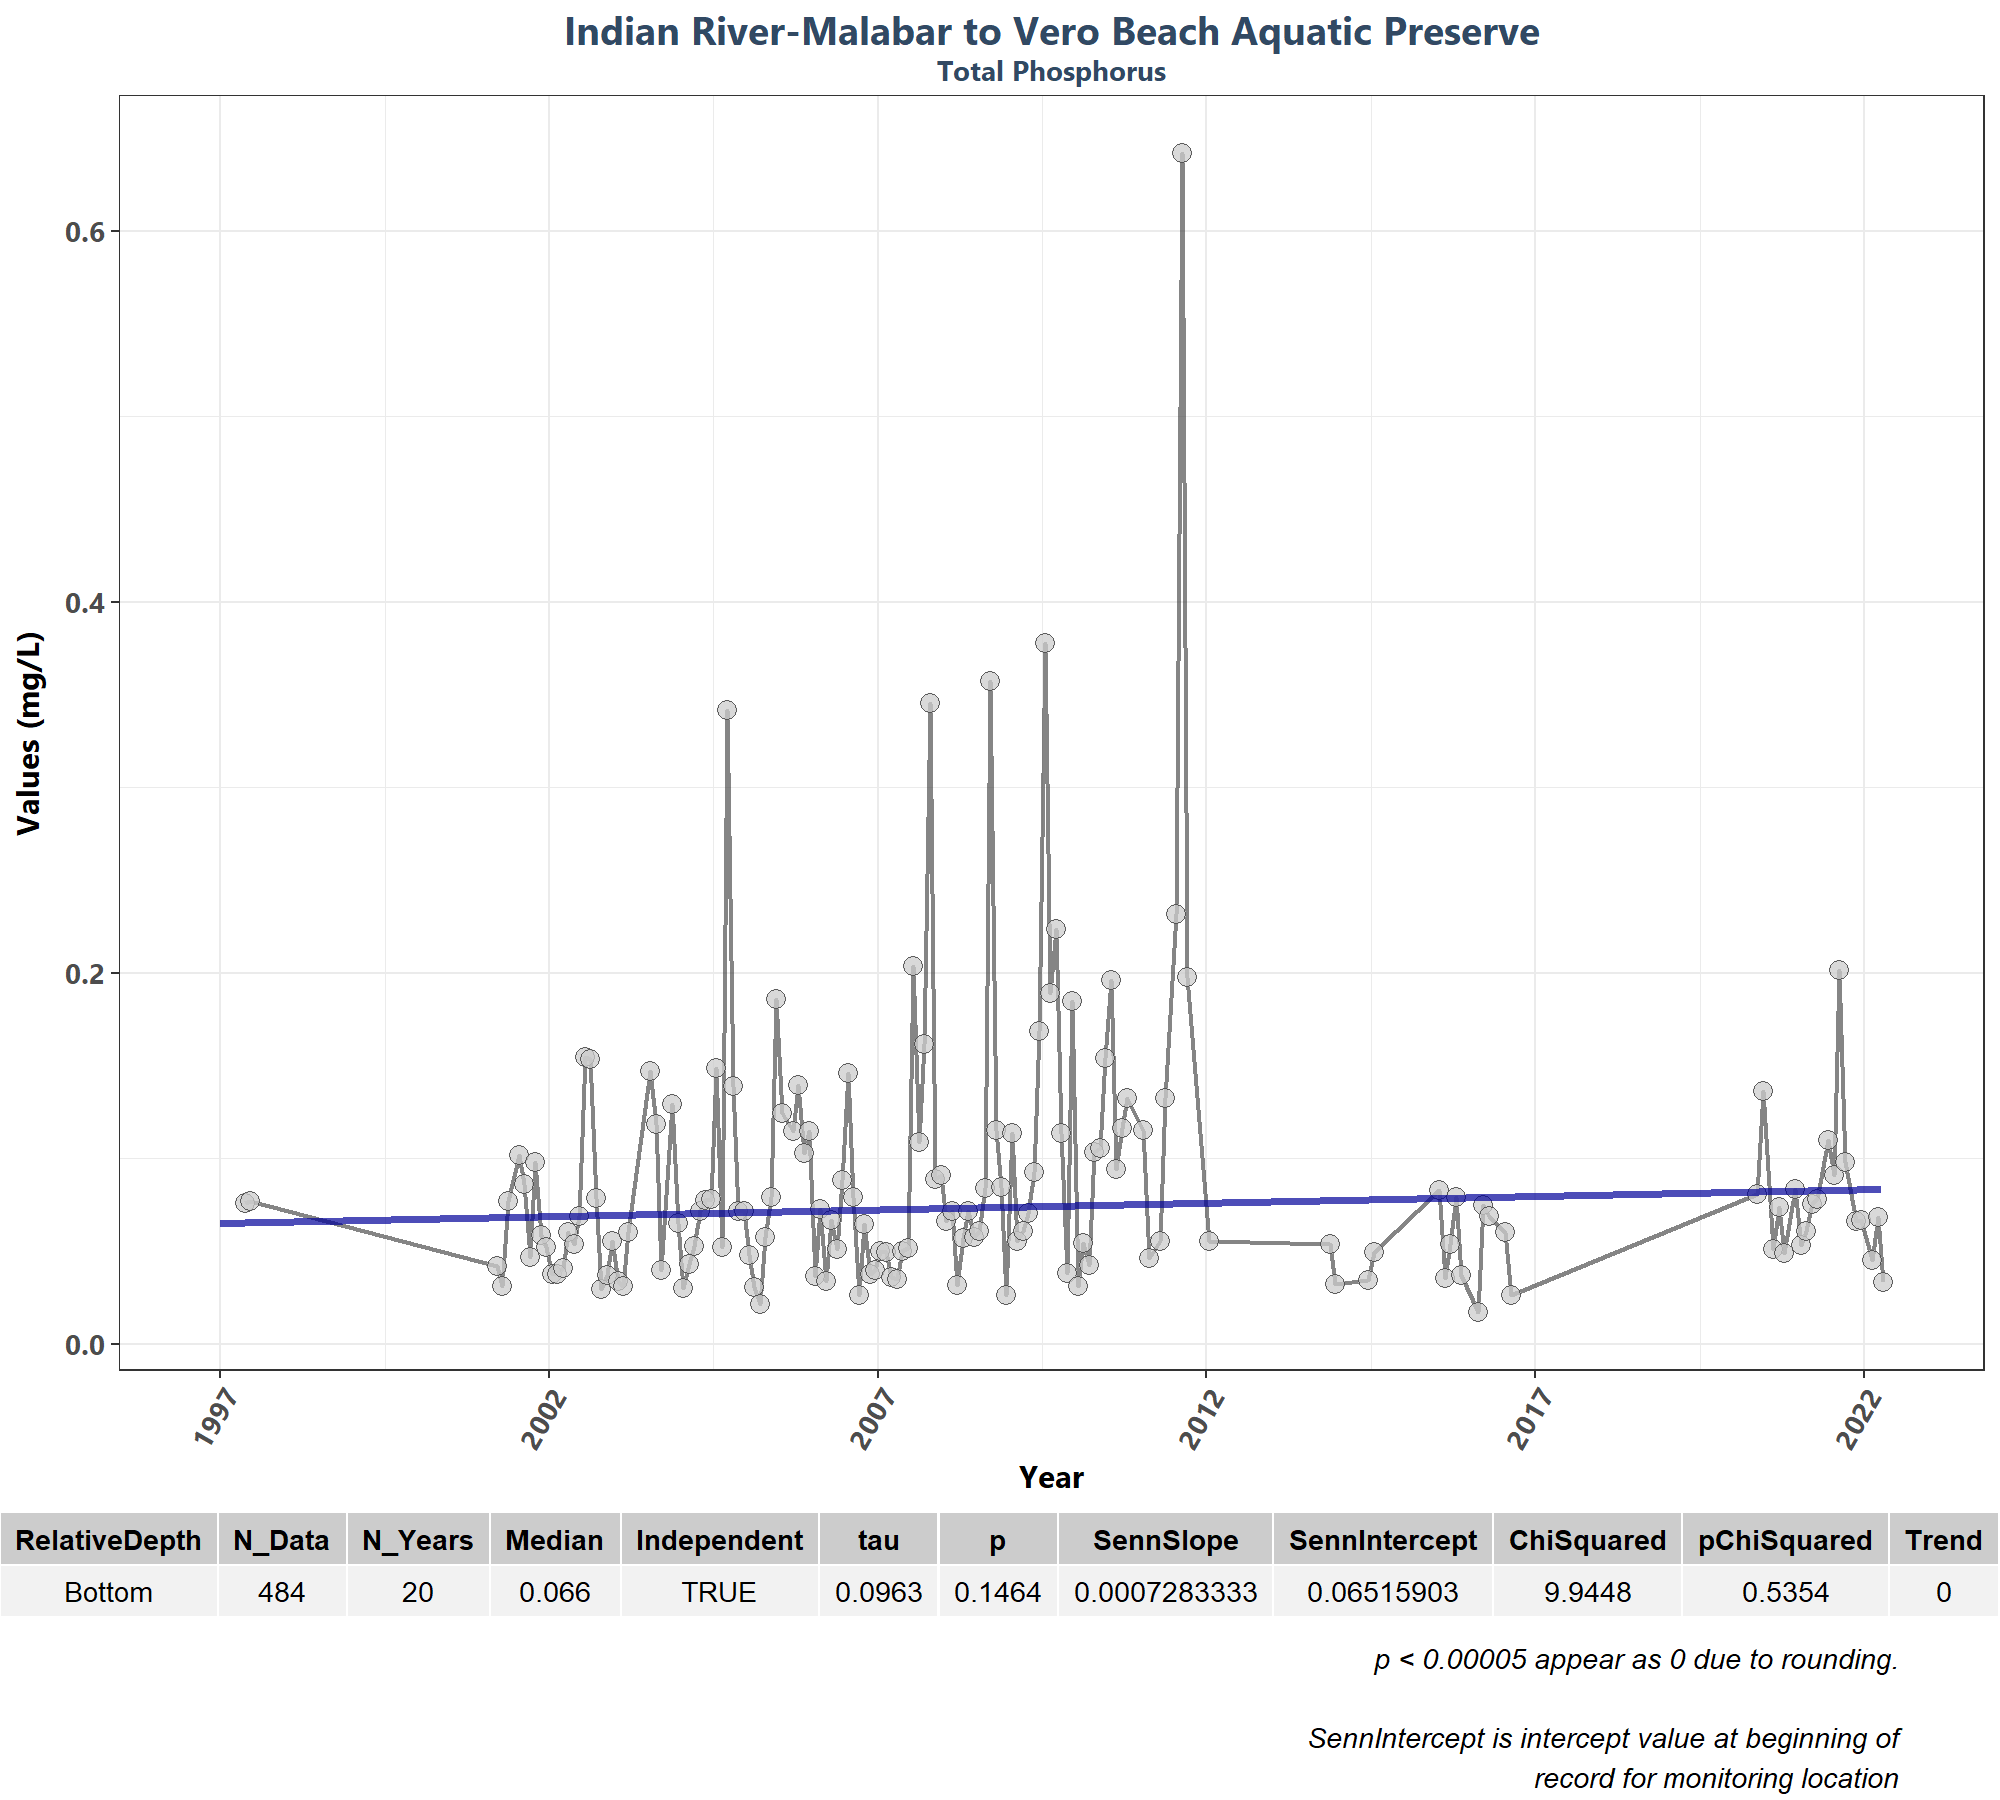 Indian River-Malabar to Vero Beach Aquatic Preserve
Total Phosphorus
Values (mg/L)
0.6
0.4
0.2
0.0
1997 2002 2007 2012 2017 2022
Year
RelativeDepth N_Data N_Years Median Independent tau p SennSlope SennIntercept ChiSquared pChiSquared Trend
Bottom 484 20 0.066 TRUE 0.0963 0.1464 0.0007283333 0.06515903 9.9448 0.5354 0
p < 0.00005 appear as 0 due to rounding.
SennIntercept is intercept value at beginning of
record for monitoring location